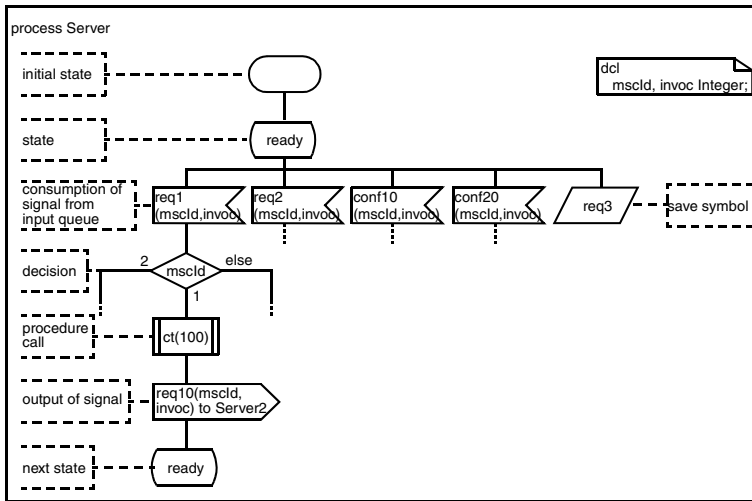 process Server
initial state
dcl
mscId, invoc Integer;
state
ready
consumption of
signal from
input queue
req1
(mscId,invoc)
req2
(mscId,invoc)
conf10
(mscId,invoc)
conf20
(mscId,invoc)
req3
save symbol
decision
2
mscId
else
1
procedure
call
ct(100)
output of signal
req10(mscId,
invoc) to Server2
next state
ready